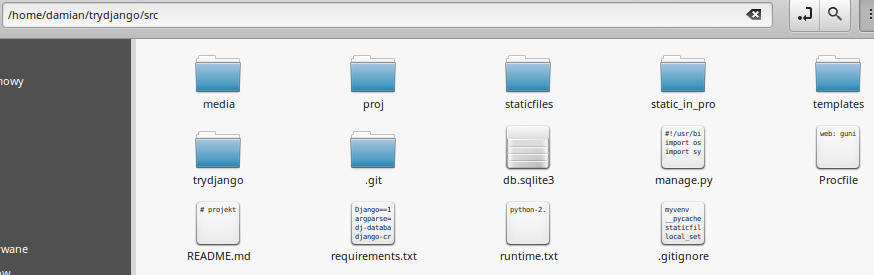 /home/damian/trydjango/src
nowy
media
proj
staticfiles
static_in_pro
templates
#!/usr/bi
import os
import sy
web: guni
trydjango
.git
db.sqlite3
manage.py
Procfile
# projekt
Django==1
argparse=
dj-databa
django-cr
python-2.
myvenv
__pycache
staticfil
local_set
wane
README.md
requirements.txt
runtime.txt
.gitignore